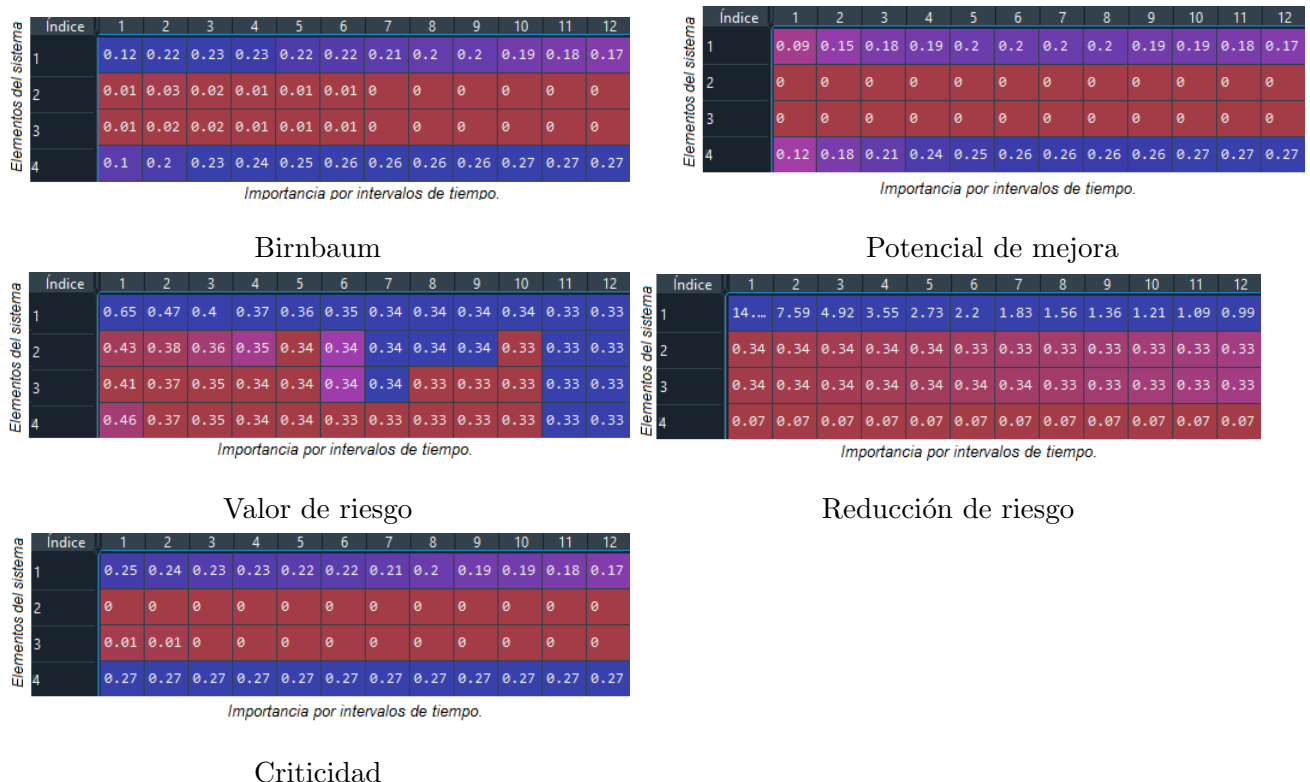 Elementos del sistema
Índice 1 2 3 4 5 6 7 8 9 10 11 12
1 0.12 0.22 0.23 0.23 0.22 0.22 0.21 0.2 0.2 0.19 0.18 0.17
2 0.01 0.03 0.02 0.01 0.01 0.01 0 0 0 0 0 0
3 0.01 0.02 0.02 0.01 0.01 0.01 0 0 0 0 0 0
4 0.1 0.2 0.23 0.24 0.25 0.26 0.26 0.26 0.26 0.27 0.27 0.27
Importancia por intervalos de tiempo.
Birnbaum
Elementos del sistema
Índice 1 2 3 4 5 6 7 8 9 10 11 12
1 0.09 0.15 0.18 0.19 0.2 0.2 0.2 0.2 0.19 0.19 0.18 0.17
2 0 0 0 0 0 0 0 0 0 0 0 0
3 0 0 0 0 0 0 0 0 0 0 0 0
4 0.12 0.18 0.21 0.24 0.25 0.26 0.26 0.26 0.26 0.27 0.27 0.27
Importancia por intervalos de tiempo.
Potencial de mejora
Elementos del sistema
Índice 1 2 3 4 5 6 7 8 9 10 11 12
1 0.65 0.47 0.4 0.37 0.36 0.35 0.34 0.34 0.34 0.34 0.33 0.33
2 0.43 0.38 0.36 0.35 0.34 0.34 0.34 0.34 0.34 0.33 0.33 0.33
3 0.41 0.37 0.35 0.34 0.34 0.34 0.34 0.33 0.33 0.33 0.33 0.33
4 0.46 0.37 0.35 0.34 0.34 0.33 0.33 0.33 0.33 0.33 0.33 0.33
Importancia por intervalos de tiempo.
Valor de riesgo
Elementos del sistema
Índice 1 2 3 4 5 6 7 8 9 10 11 12
1 14.… 7.59 4.92 3.55 2.73 2.2 1.83 1.56 1.36 1.21 1.09 0.99
2 0.34 0.34 0.34 0.34 0.34 0.33 0.33 0.33 0.33 0.33 0.33 0.33
3 0.34 0.34 0.34 0.34 0.34 0.34 0.34 0.33 0.33 0.33 0.33 0.33
4 0.07 0.07 0.07 0.07 0.07 0.07 0.07 0.07 0.07 0.07 0.07 0.07
Importancia por intervalos de tiempo.
Reducción de riesgo
Elementos del sistema
Índice 1 2 3 4 5 6 7 8 9 10 11 12
1 0.25 0.24 0.23 0.23 0.22 0.22 0.21 0.2 0.19 0.19 0.18 0.17
2 0 0 0 0 0 0 0 0 0 0 0 0
3 0.01 0.01 0 0 0 0 0 0 0 0 0 0
4 0.27 0.27 0.27 0.27 0.27 0.27 0.27 0.27 0.27 0.27 0.27 0.27
Importancia por intervalos de tiempo.
Criticidad